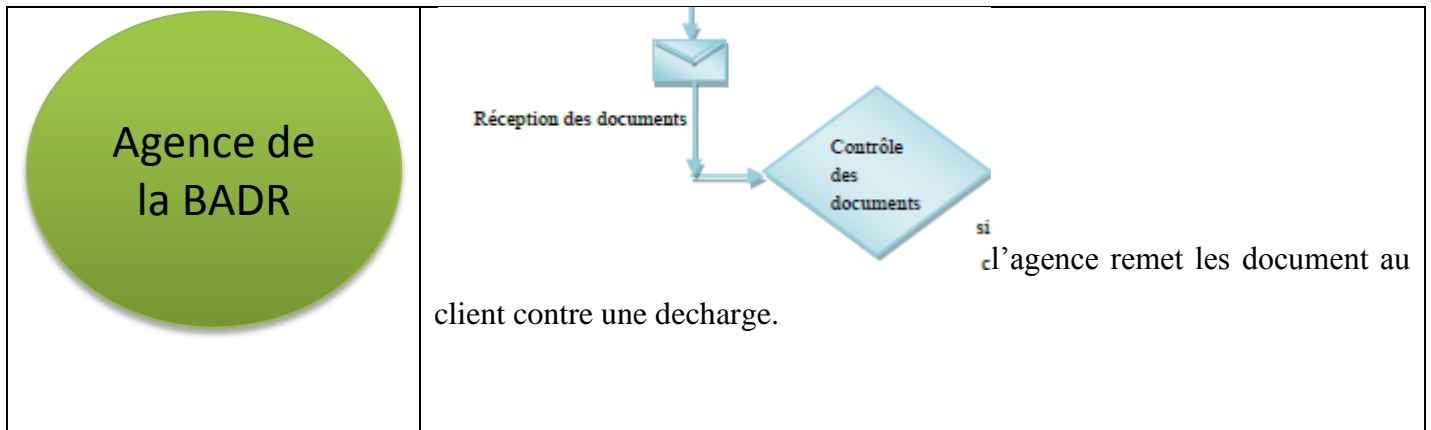 Agence de
la BADR
Réception des documents
Contrôle
des
documents
si
l’agence remet les document au
client contre une decharge.